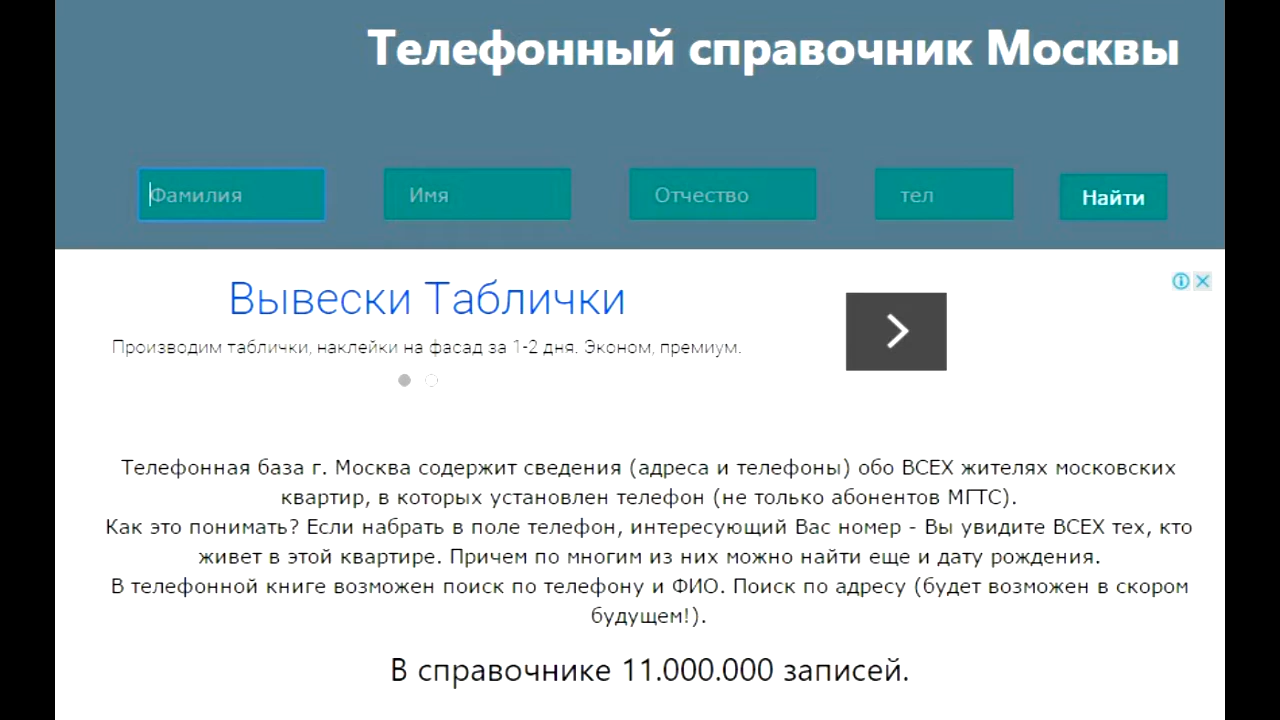 Телефонный справочник Москвы
Фамилия Имя Отчество тел Найти
Вывески Таблички
Производим таблички, наклейки на фасад за 1-2 дня. Эконом, премиум.
Телефонная база г. Москва содержит сведения (адреса и телефоны) обо ВСЕХ жителях московских
квартир, в которых установлен телефон (не только абонентов МГТС).
Как это понимать? Если набрать в поле телефон, интересующий Вас номер - Вы увидите ВСЕХ тех, кто
живет в этой квартире. Причем по многим из них можно найти еще и дату рождения.
В телефонной книге возможен поиск по телефону и ФИО. Поиск по адресу (будет возможен в скором
будущем!).
В справочнике 11.000.000 записей.